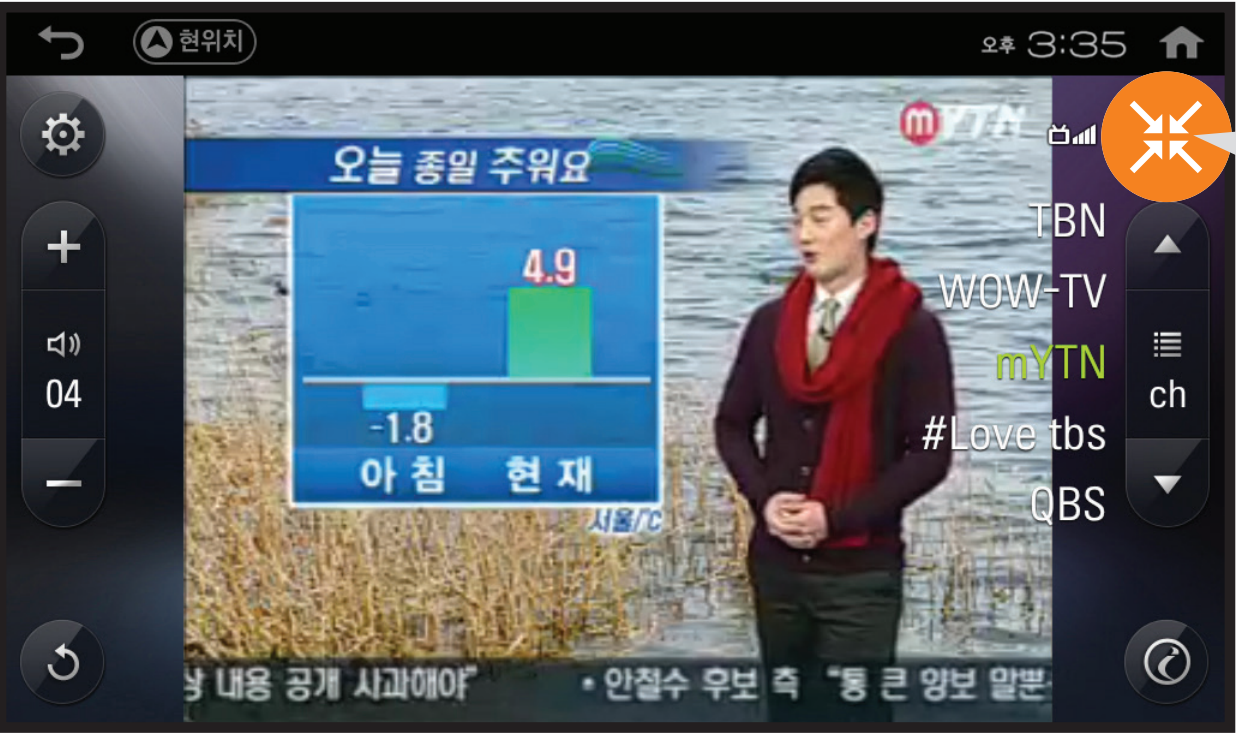 현위치
오후 3:35
mYTN
오늘 종일 추워요
TBN
4.9
WOW-TV
mYTN
04
ch
-1.8
#Love tbs
아침 현재
QBS
서울/℃
상 내용 공개 사과해야” • 안철수 후보 측 “통 큰 양보 말뿐